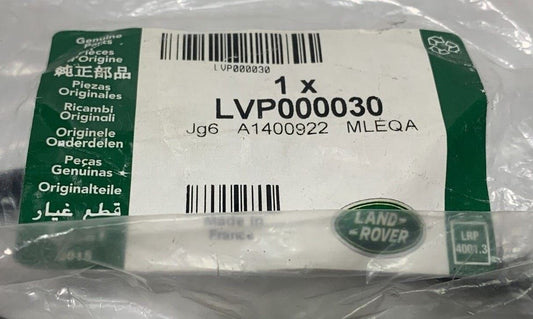 Genuine
Parts
Pièces
d'Origine
純正部品
Piezas
Originales
Ricambi
Originali
Originele
Onderdelen
Peças
Genuinas
Originalteile
قطع غيار
LVP000030
1 x
LVP000030
Jg6 A1400922 MLEQA
Made in
France
LAND-
ROVER
LRP
4001.3